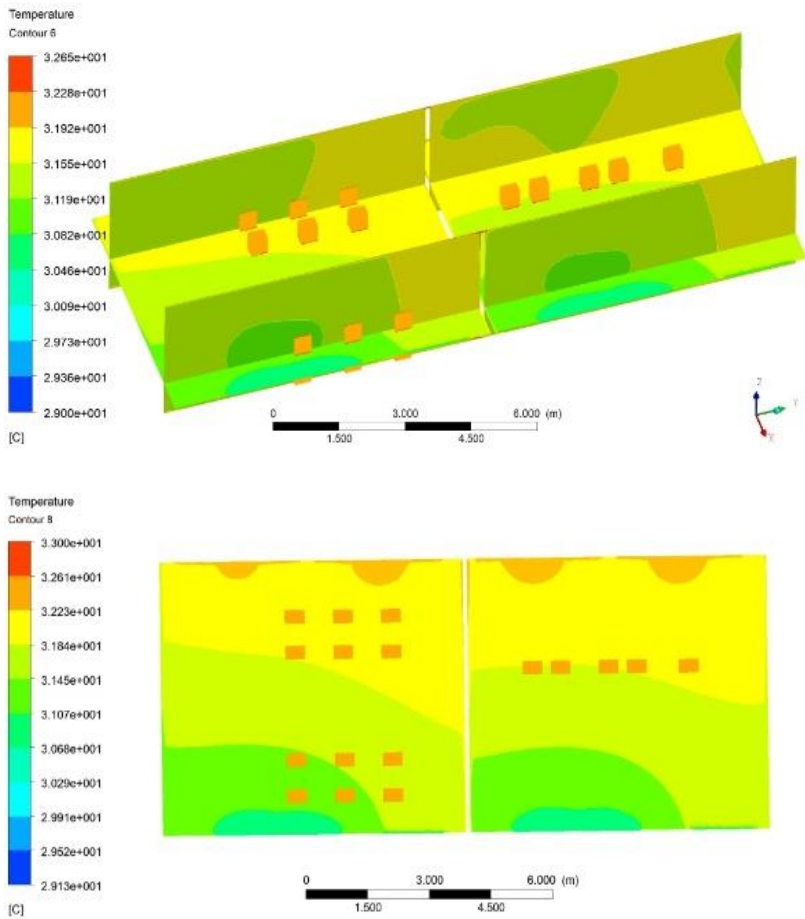 Temperature
Contour 6
3.265e+001
3.228e+001
3.192e+001
3.155e+001
3.119e+001
3.082e+001
3.046e+001
3.009e+001
2.973e+001
2.936e+001
2.900e+001
[C]
0 3.000 6.000 (m)
1.500 4.500
Z
Y
X
Temperature
Contour 8
3.300e+001
3.261e+001
3.223e+001
3.184e+001
3.145e+001
3.107e+001
3.068e+001
3.029e+001
2.991e+001
2.952e+001
2.913e+001
[C]
0 3.000 6.000 (m)
1.500 4.500